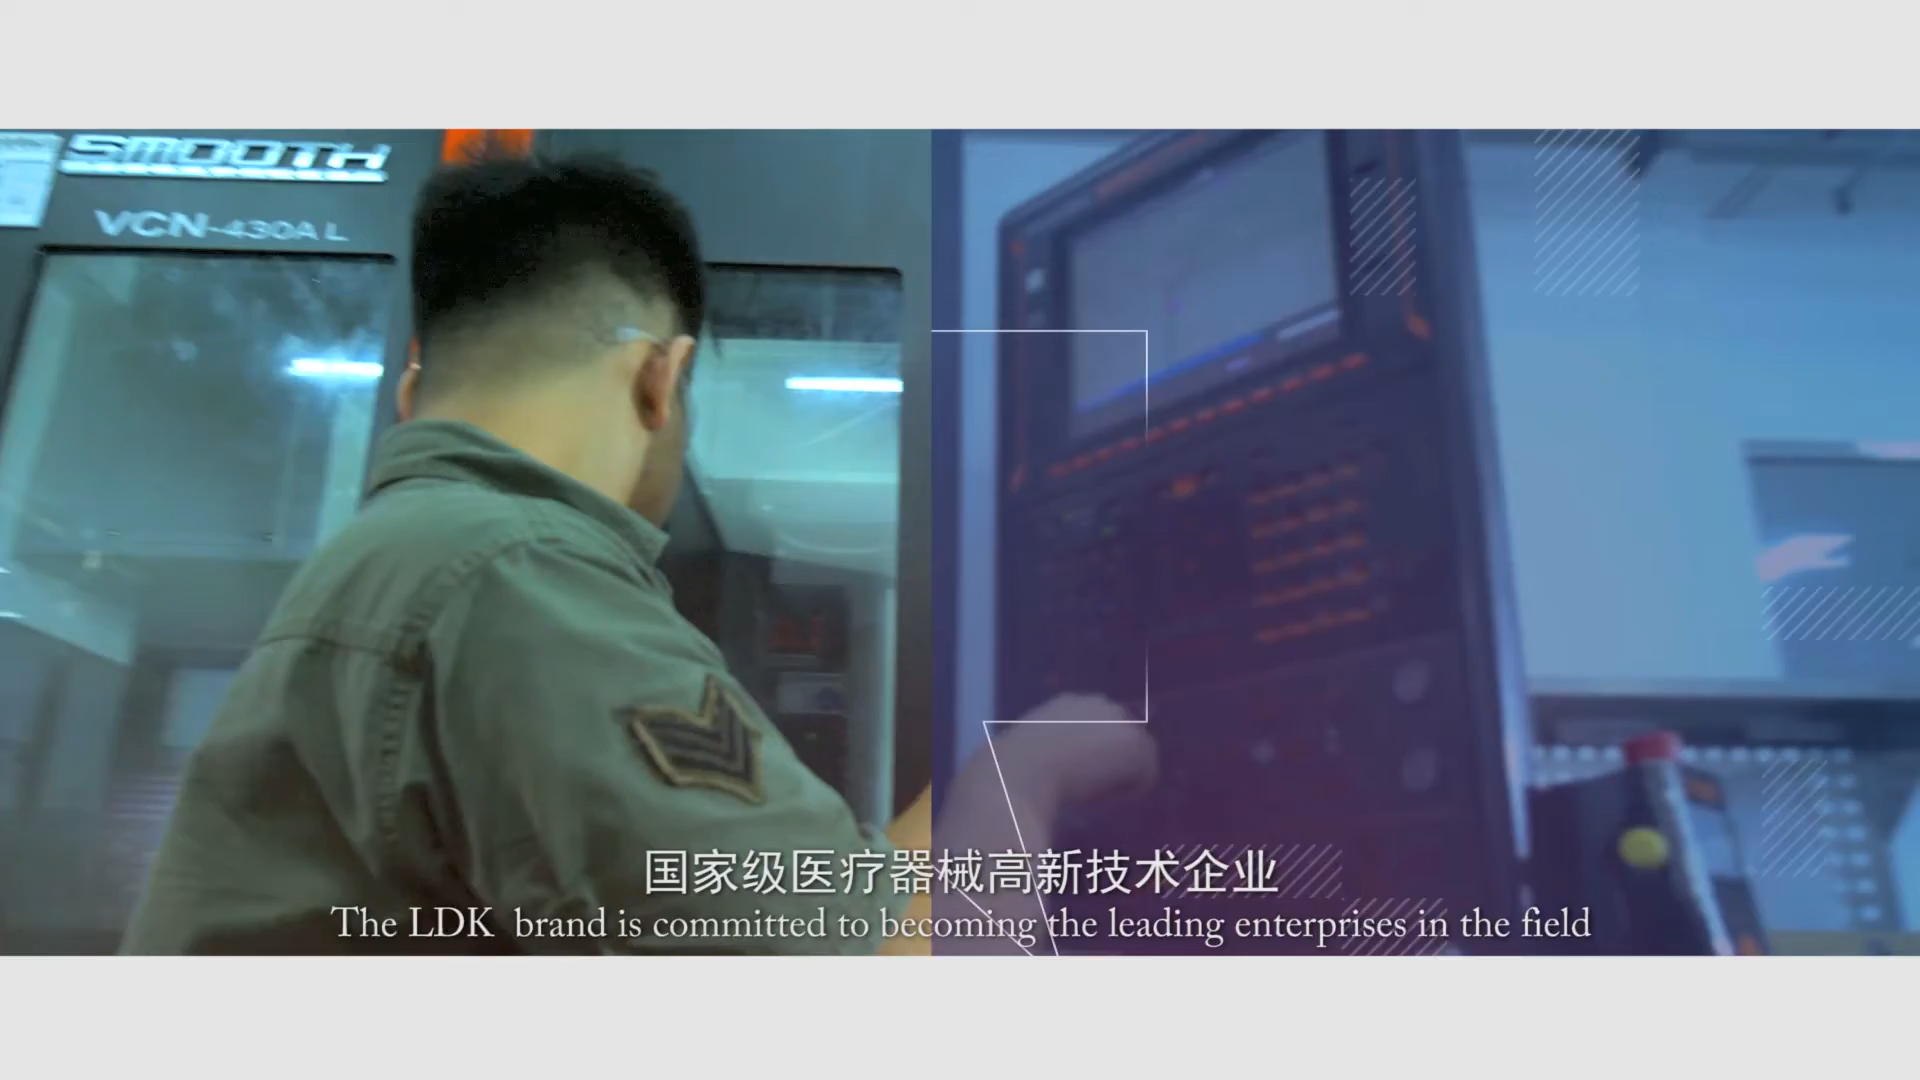 SMOOTH
VCN-430A L
国家级医疗器械高新技术企业
The LDK brand is committed to becoming the leading enterprises in the field